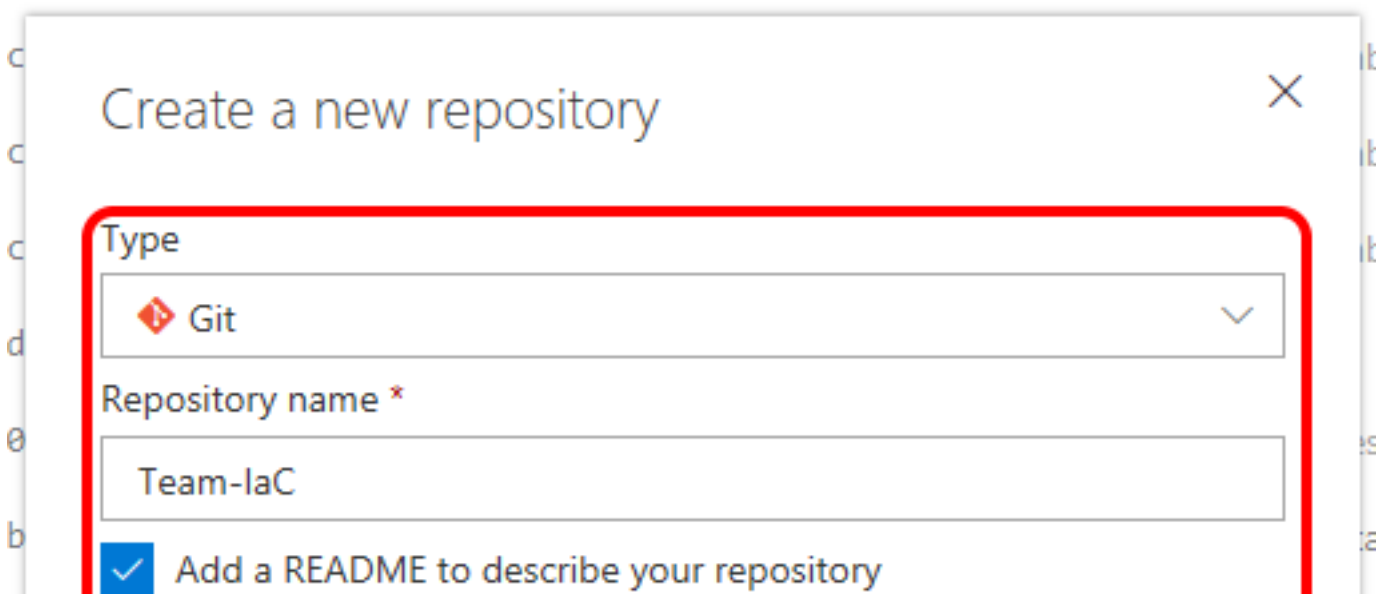 Create a new repository
Type
Git
Repository name *
Team-IaC
Add a README to describe your repository